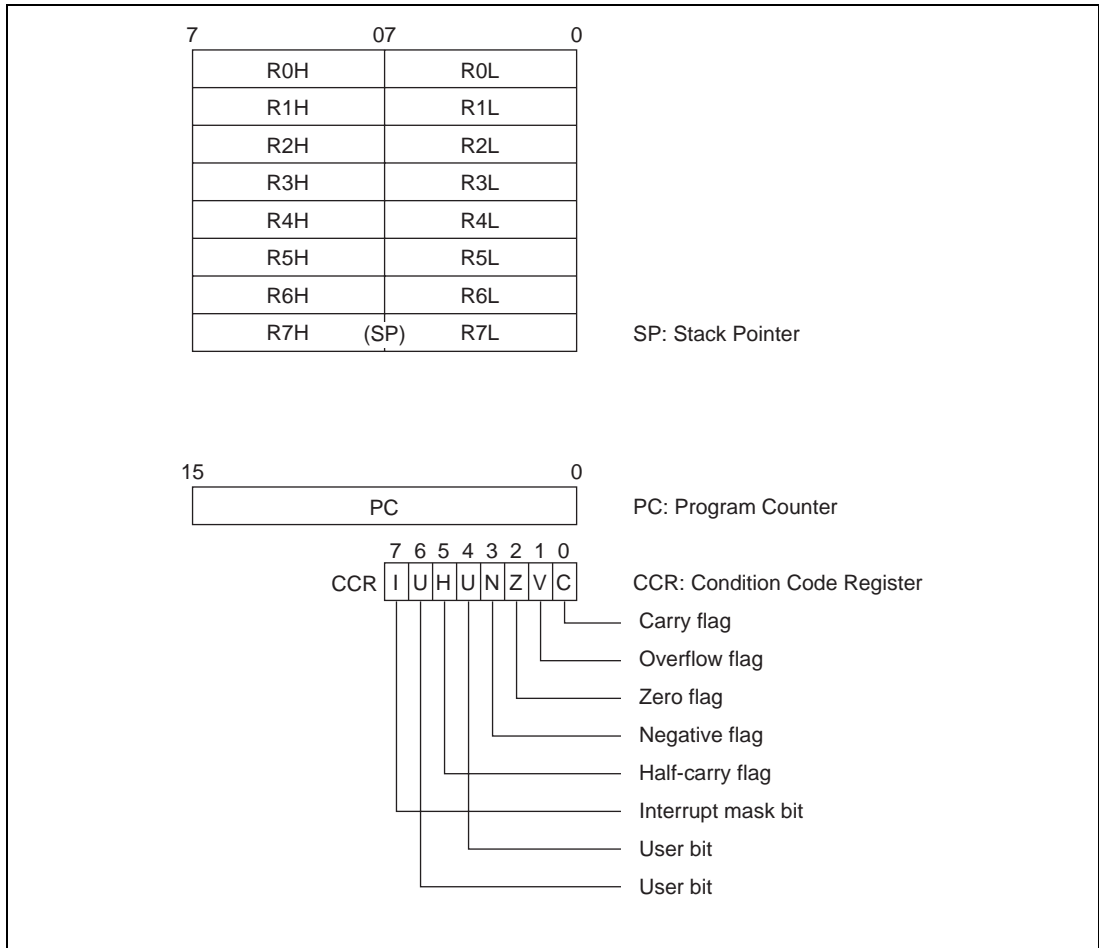 7 07 0
R0H R0L
R1H R1L
R2H R2L
R3H R3L
R4H R4L
R5H R5L
R6H R6L
R7H (SP) R7L SP: Stack Pointer
15 0
PC PC: Program Counter
7 6 5 4 3 2 1 0
CCR I U H U N Z V C CCR: Condition Code Register
Carry flag
Overflow flag
Zero flag
Negative flag
Half-carry flag
Interrupt mask bit
User bit
User bit